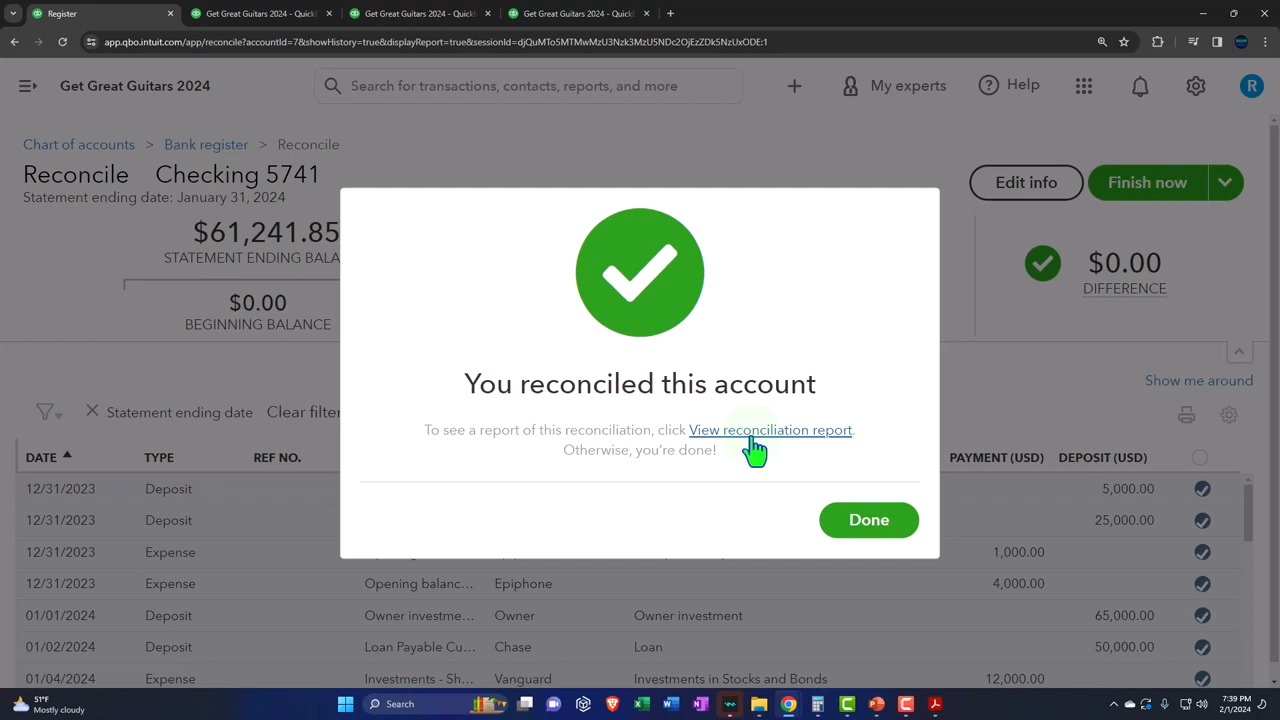 Register
Get Great Guitars 2024 - Quick
Get Great Guitars 2024 - Quick
Get Great Guitars 2024 - Quick
app.qbo.intuit.com/app/reconcile?accountId=7&showHistory=true&displayReport=true&sessionId=djQuMTo5MTMwMzU3Nzk3MzU5NDc2OjEzZDk5NzUxODE:1
Get Great Guitars 2024
Search for transactions, contacts, reports, and more
My experts
Help
R
Chart of accounts > Bank register > Reconcile
Reconcile Checking 5741
Statement ending date: January 31, 2024
Edit info
Finish now
$61,241.85
STATEMENT ENDING BALA
$0.00
BEGINNING BALANCE
$0.00
DIFFERENCE
You reconciled this account
To see a report of this reconciliation, click View reconciliation report.
Otherwise, you're done!
Done
Show me around
Statement ending date Clear filter
DATE TYPE REF NO. PAYMENT (USD) DEPOSIT (USD)
12/31/2023 Deposit 5,000.00
12/31/2023 Deposit 25,000.00
12/31/2023 Expense 1,000.00
12/31/2023 Expense Opening balanc... Epiphone 4,000.00
01/01/2024 Deposit Owner investme... Owner Owner investment 65,000.00
01/02/2024 Deposit Loan Payable Cu... Chase Loan 50,000.00
01/04/2024 Expense Investments - Sh... Vanguard Investments in Stocks and Bonds 12,000.00
51°F
Mostly cloudy
Search
7:39 PM
2/1/2024